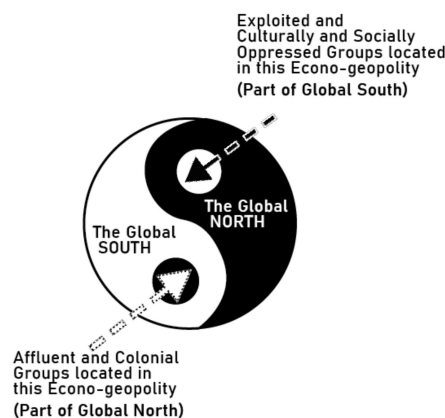 Exploited and
Culturally and Socially
Oppressed Groups located
in this Econo-geopolity
(Part of Global South)
The Global
NORTH
The Global
SOUTH
Affluent and Colonial
Groups located in
this Econo-geopolity
(Part of Global North)